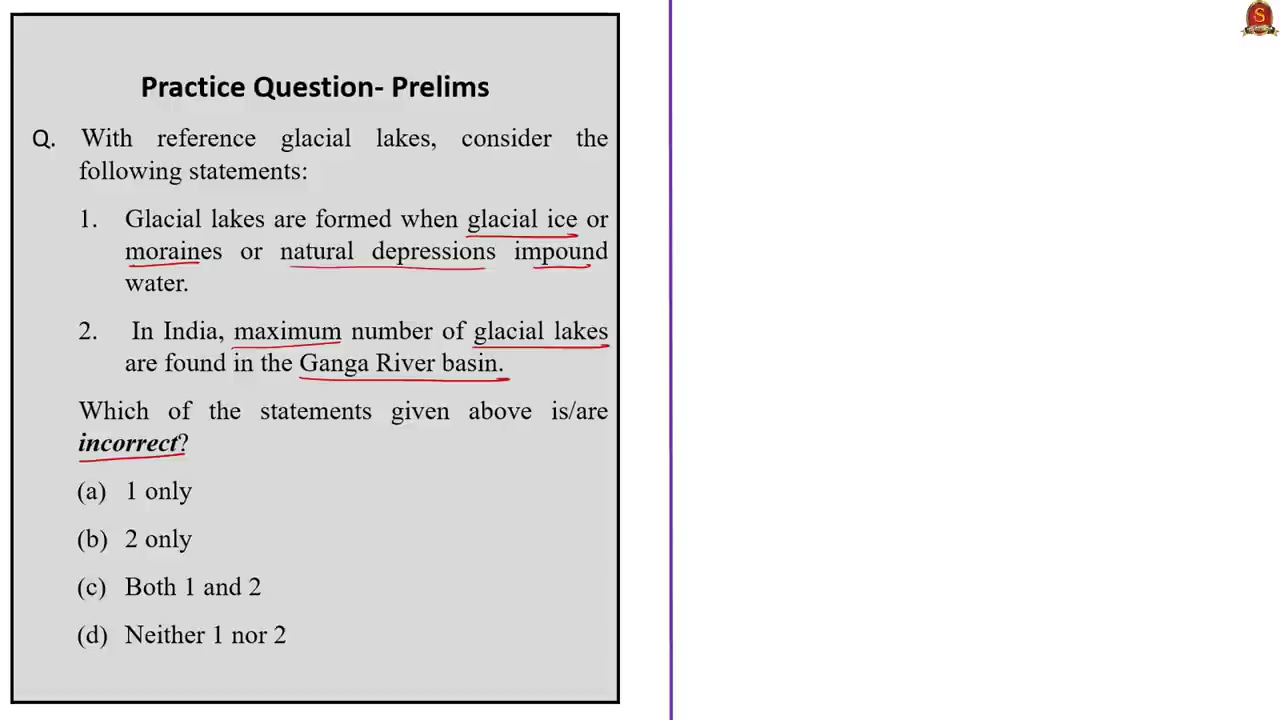 Practice Question- Prelims
Q. With reference glacial lakes, consider the
following statements:
1. Glacial lakes are formed when glacial ice or
moraines or natural depressions impound
water.
2. In India, maximum number of glacial lakes
are found in the Ganga River basin.
Which of the statements given above is/are
incorrect?
(a) 1 only
(b) 2 only
(c) Both 1 and 2
(d) Neither 1 nor 2
S